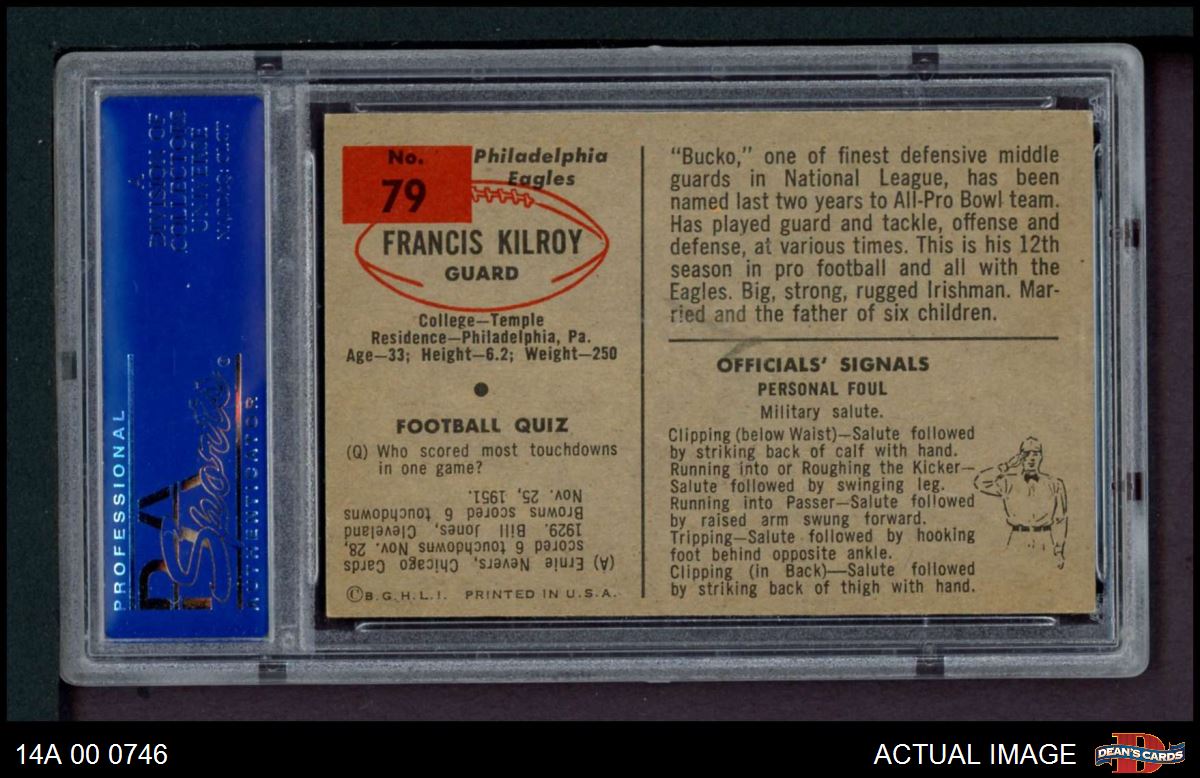 A
DIVISION OF
COLLECTORS
UNIVERSE
NASDAQ: CLCT
PROFESSIONAL
PSA
Sports
AUTHENTICATOR
No.
79
Philadelphia
Eagles
FRANCIS KILROY
GUARD
College—Temple
Residence—Philadelphia, Pa.
Age—33; Height—6.2; Weight—250
FOOTBALL QUIZ
(Q) Who scored most touchdowns
in one game?
(A) Ernie Nevers, Chicago Cards
scored 6 touchdowns Nov. 28,
1929. Bill Jones, Cleveland
Browns scored 6 touchdowns
Nov. 25, 1951.
©B.G.H.L.I. PRINTED IN U.S.A.
"Bucko," one of finest defensive middle
guards in National League, has been
named last two years to All-Pro Bowl team.
Has played guard and tackle, offense and
defense, at various times. This is his 12th
season in pro football and all with the
Eagles. Big, strong, rugged Irishman. Mar-
ried and the father of six children.
OFFICIALS' SIGNALS
PERSONAL FOUL
Military salute.
Clipping (below Waist)—Salute followed
by striking back of calf with hand.
Running into or Roughing the Kicker—
Salute followed by swinging leg.
Running into Passer—Salute followed
by raised arm swung forward.
Tripping—Salute followed by hooking
foot behind opposite ankle.
Clipping (in Back)—Salute followed
by striking back of thigh with hand.
14A 00 0746
ACTUAL IMAGE
DEAN'S CARDS